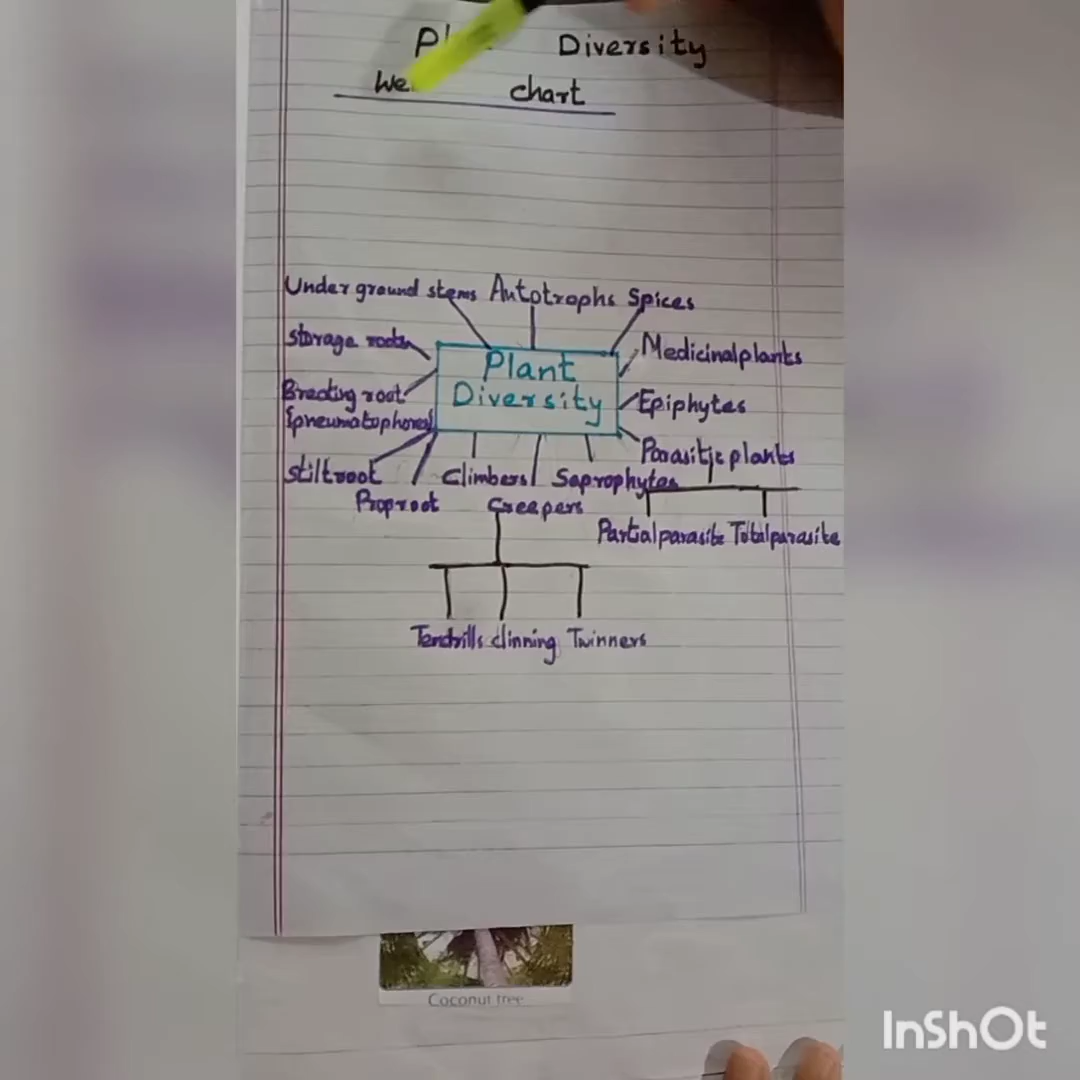 Diversity
chart
Under ground stems Autotrophs Spices
Storage roots
Medicinal plants
Plant
Diversity
Breating root
(pneumatophores)
Epiphytes
Parasitic plants
Stilt root
Climbers
Saprophytes
Prop root
Creepers
Partial parasite Total parasite
Tendrills clinning Twinners
Coconut tree
InShOt